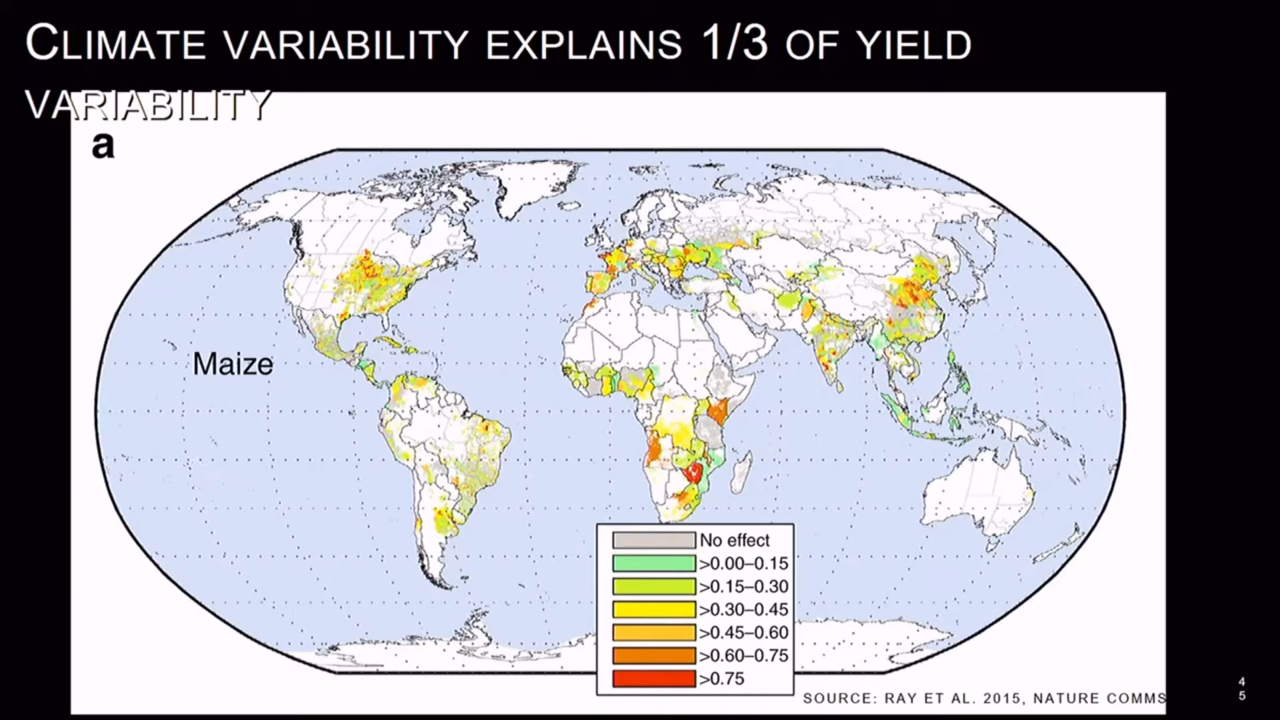 CLIMATE VARIABILITY EXPLAINS 1/3 OF YIELD
VARIABILITY
a
Maize
No effect
>0.00–0.15
>0.15–0.30
>0.30–0.45
>0.45–0.60
>0.60–0.75
>0.75
SOURCE: RAY ET AL. 2015, NATURE COMMS
4
5